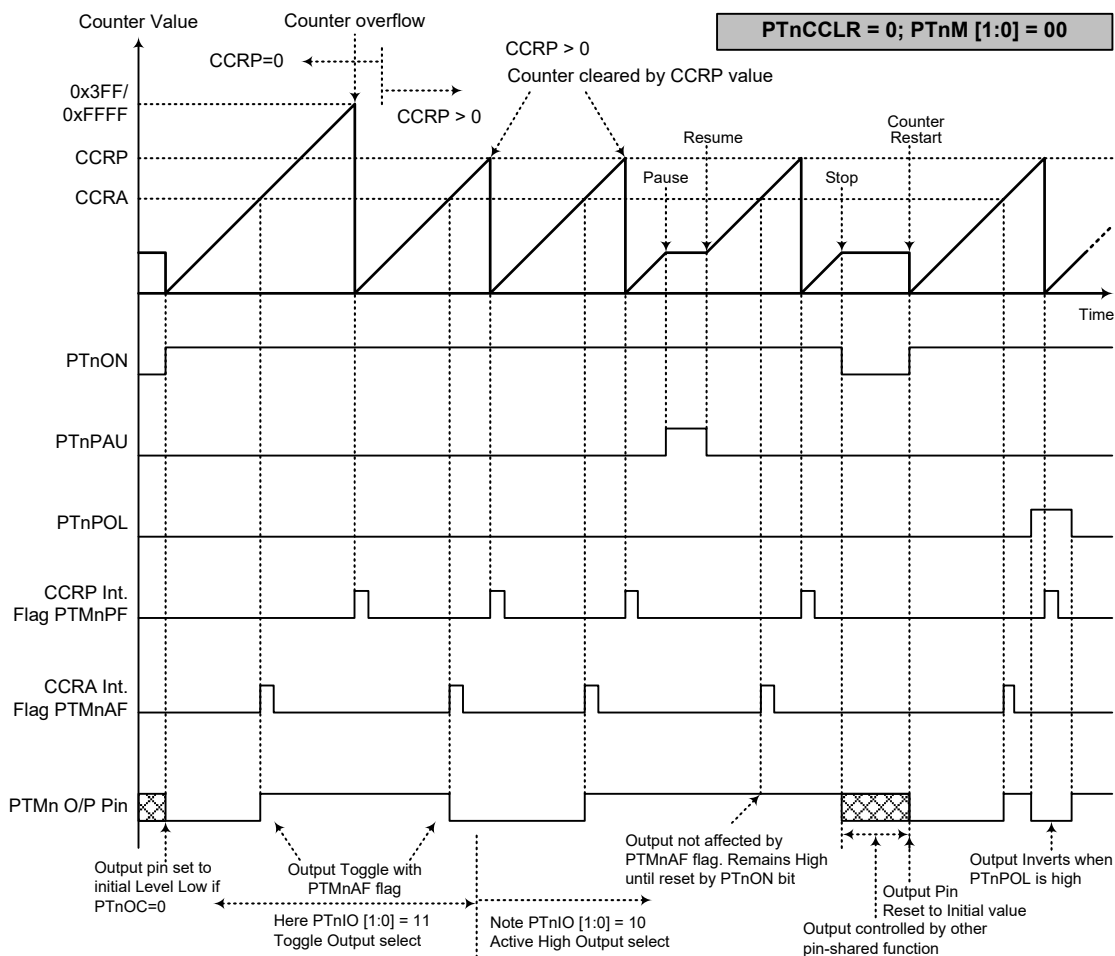 Counter Value
Counter overflow
PTnCCLR = 0; PTnM [1:0] = 00
CCRP=0
CCRP > 0
CCRP > 0
Counter cleared by CCRP value
0x3FF/
0xFFFF
CCRP
CCRA
Pause
Resume
Stop
Counter
Restart
Time
PTnON
PTnPAU
PTnPOL
CCRP Int.
Flag PTMnPF
CCRA Int.
Flag PTMnAF
PTMn O/P Pin
Output pin set to
initial Level Low if
PTnOC=0
Output Toggle with
PTMnAF flag
Here PTnIO [1:0] = 11
Toggle Output select
Note PTnIO [1:0] = 10
Active High Output select
Output not affected by
PTMnAF flag. Remains High
until reset by PTnON bit
Output controlled by other
pin-shared function
Output Pin
Reset to Initial value
Output Inverts when
PTnPOL is high